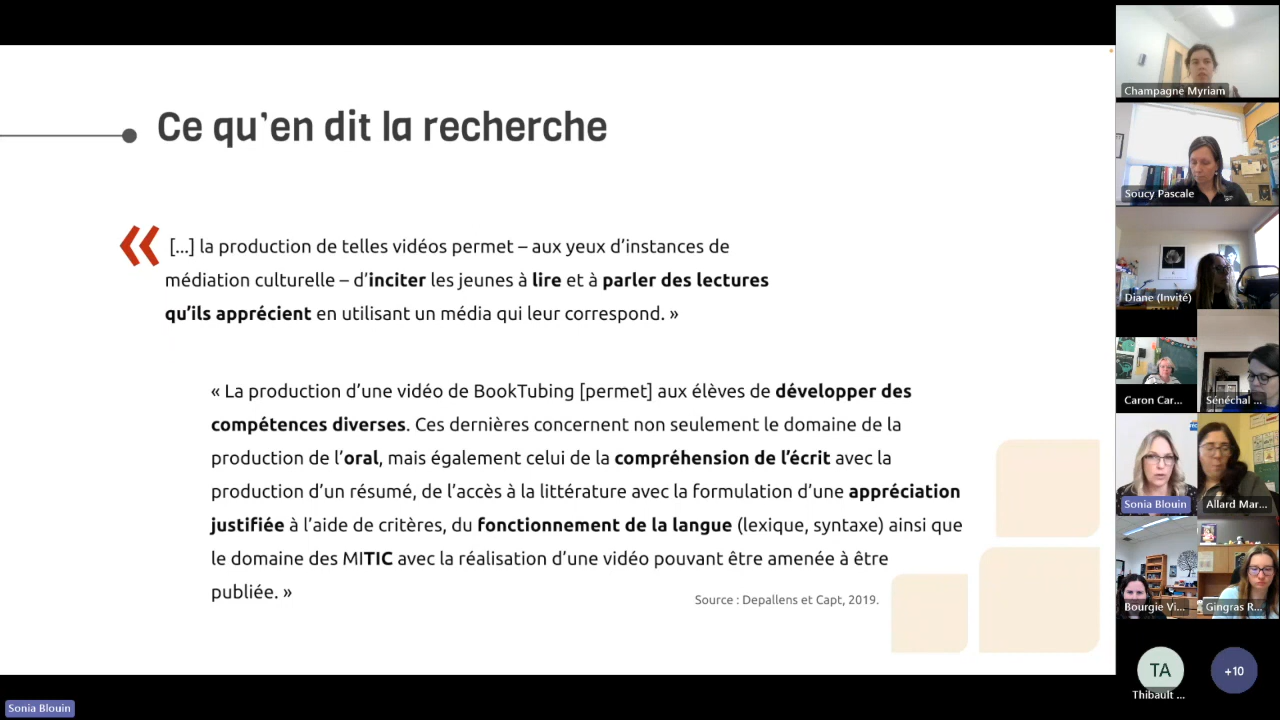 Ce qu'en dit la recherche
« [...] la production de telles vidéos permet – aux yeux d'instances de
médiation culturelle – d'inciter les jeunes à lire et à parler des lectures
qu'ils apprécient en utilisant un média qui leur correspond. »
« La production d'une vidéo de BookTubing [permet] aux élèves de développer des
compétences diverses. Ces dernières concernent non seulement le domaine de la
production de l'oral, mais également celui de la compréhension de l'écrit avec la
production d'un résumé, de l'accès à la littérature avec la formulation d'une appréciation
justifiée à l'aide de critères, du fonctionnement de la langue (lexique, syntaxe) ainsi que
le domaine des MITIC avec la réalisation d'une vidéo pouvant être amenée à être
publiée. »
Source : Depallens et Capt, 2019.
Champagne Myriam
Soucy Pascale
Diane (Invité)
Caron Car...
Sénéchal ...
Sonia Blouin
Allard Mar...
Bourgie Vi...
Gingras R...
TA
Thibault ...
+10
Sonia Blouin